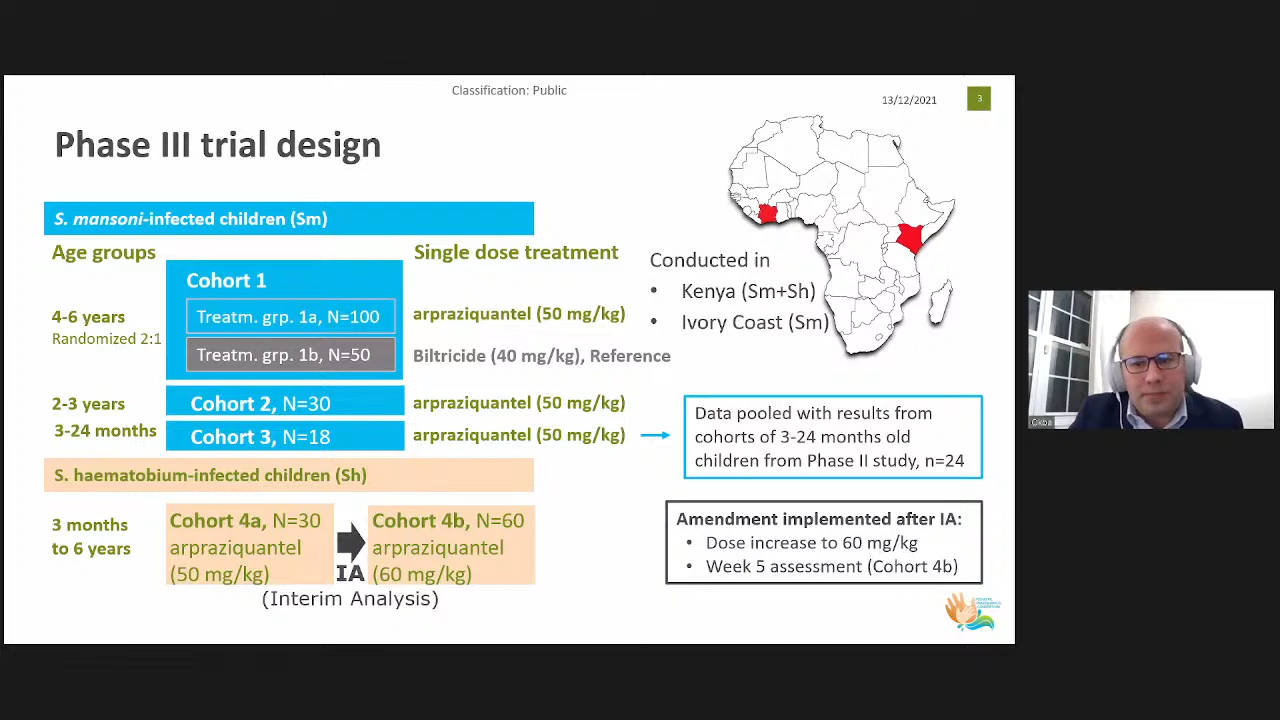 Classification: Public
13/12/2021
3
Phase III trial design
S. mansoni-infected children (Sm)
Age groups
Single dose treatment
Cohort 1
4-6 years
Randomized 2:1
Treatm. grp. 1a, N=100
arpraziquantel (50 mg/kg)
Treatm. grp. 1b, N=50
Biltricide (40 mg/kg), Reference
2-3 years
Cohort 2, N=30
arpraziquantel (50 mg/kg)
3-24 months
Cohort 3, N=18
arpraziquantel (50 mg/kg)
Conducted in
• Kenya (Sm+Sh)
• Ivory Coast (Sm)
Data pooled with results from
cohorts of 3-24 months old
children from Phase II study, n=24
S. haematobium-infected children (Sh)
3 months
to 6 years
Cohort 4a, N=30
arpraziquantel
(50 mg/kg)
IA
(Interim Analysis)
Cohort 4b, N=60
arpraziquantel
(60 mg/kg)
Amendment implemented after IA:
• Dose increase to 60 mg/kg
• Week 5 assessment (Cohort 4b)
PEDIATRIC
PRAZIQUANTEL
CONSORTIUM
Okba